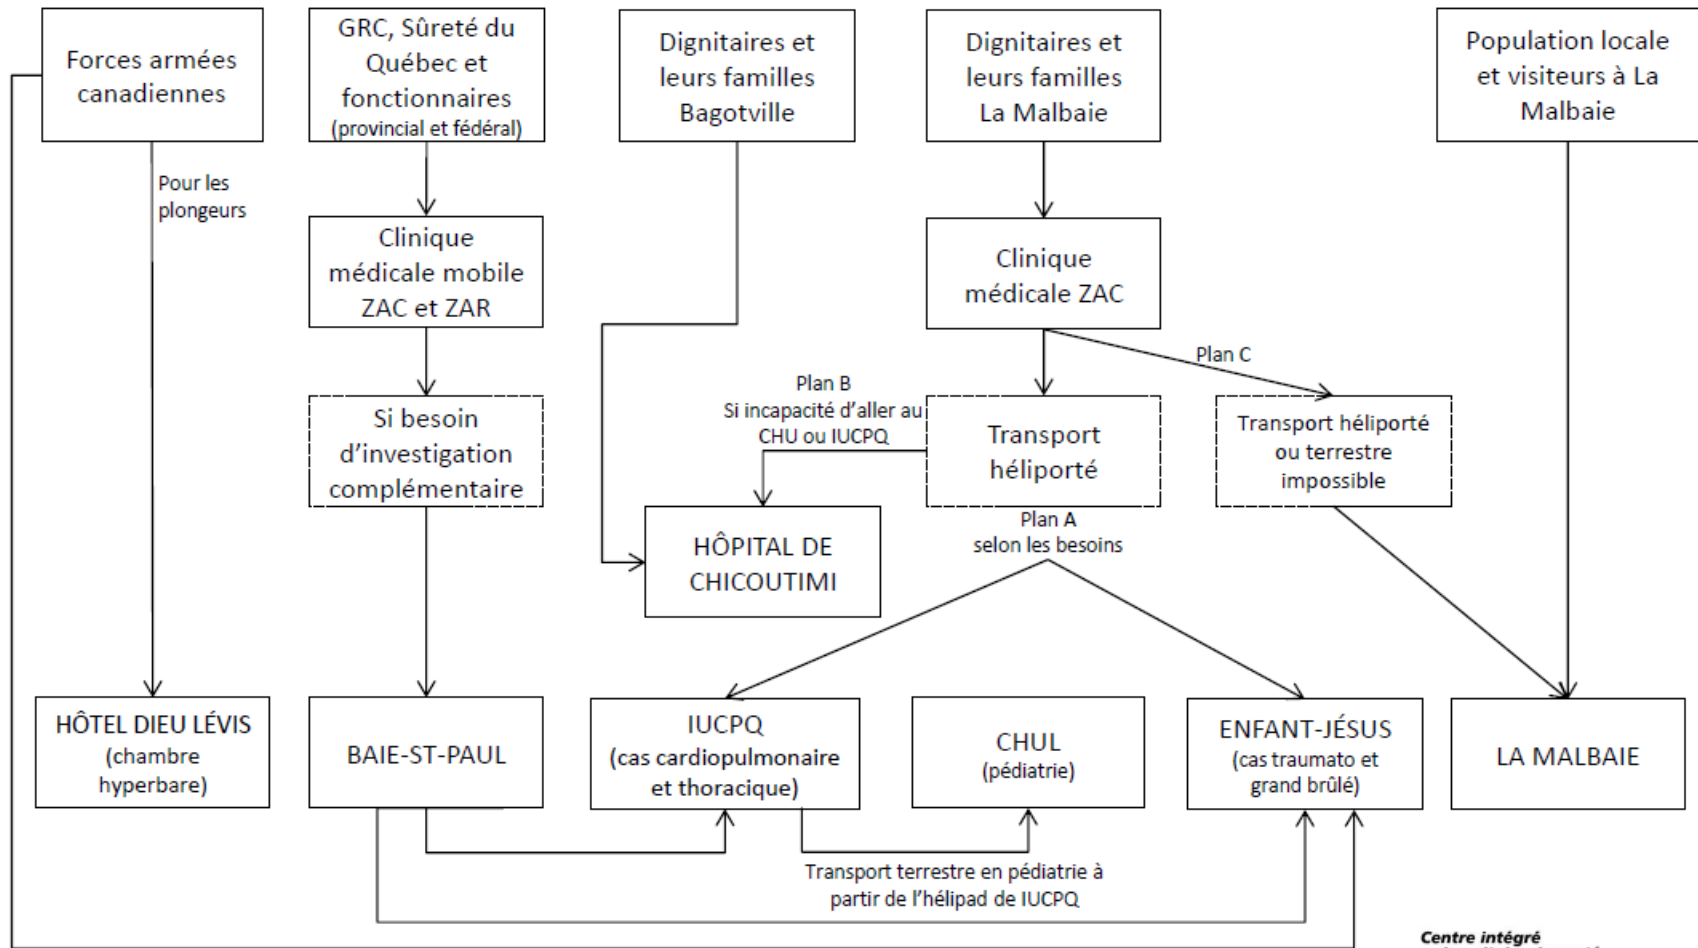 Forces armées
canadiennes
GRC, Sûreté du
Québec et
fonctionnaires
(provincial et fédéral)
Dignitaires et
leurs familles
Bagotville
Dignitaires et
leurs familles
La Malbaie
Population locale
et visiteurs à La
Malbaie
Pour les
plongeurs
Clinique
médicale mobile
ZAC et ZAR
Clinique
médicale ZAC
Plan C
Plan B
Si incapacité d'aller au
CHU ou IUCPQ
Si besoin
d'investigation
complémentaire
Transport
héliporté
Transport héliporté
ou terrestre
impossible
Plan A
selon les besoins
HÔPITAL DE
CHICOUTIMI
HÔTEL DIEU LÉVIS
(chambre
hyperbare)
BAIE-ST-PAUL
IUCPQ
(cas cardiopulmonaire
et thoracique)
CHUL
(pédiatrie)
ENFANT-JÉSUS
(cas traumato et
grand brûlé)
LA MALBAIE
Transport terrestre en pédiatrie à
partir de l'hélipad de IUCPQ
Centre intégré